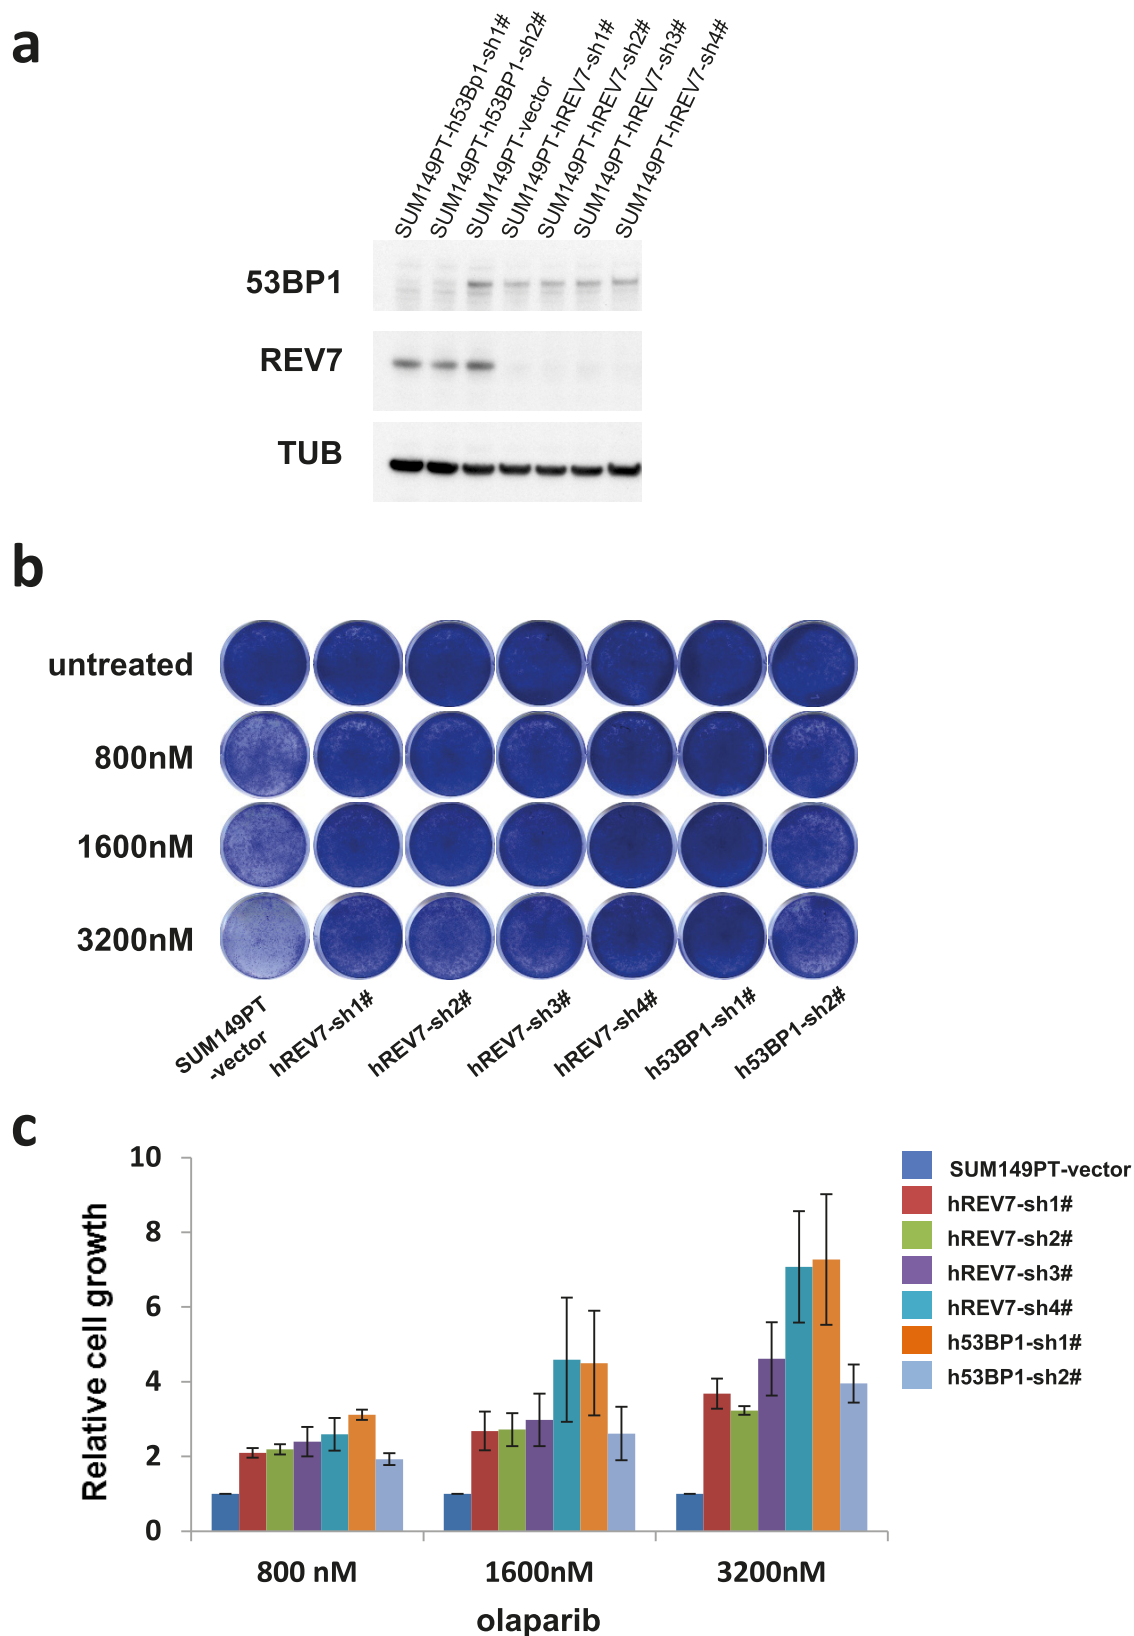 a
SUM149PT-h53Bp1-sh1#
SUM149PT-h53BP1-sh2#
SUM149PT-vector
SUM149PT-hREV7-sh1#
SUM149PT-hREV7-sh2#
SUM149PT-hREV7-sh3#
SUM149PT-hREV7-sh4#
53BP1
REV7
TUB
b
untreated
800nM
1600nM
3200nM
SUM149PT
-vector
hREV7-sh1#
hREV7-sh2#
hREV7-sh3#
hREV7-sh4#
h53BP1-sh1#
h53BP1-sh2#
c
Relative cell growth
10
8
6
4
2
0
800 nM
1600nM
3200nM
olaparib
SUM149PT-vector
hREV7-sh1#
hREV7-sh2#
hREV7-sh3#
hREV7-sh4#
h53BP1-sh1#
h53BP1-sh2#